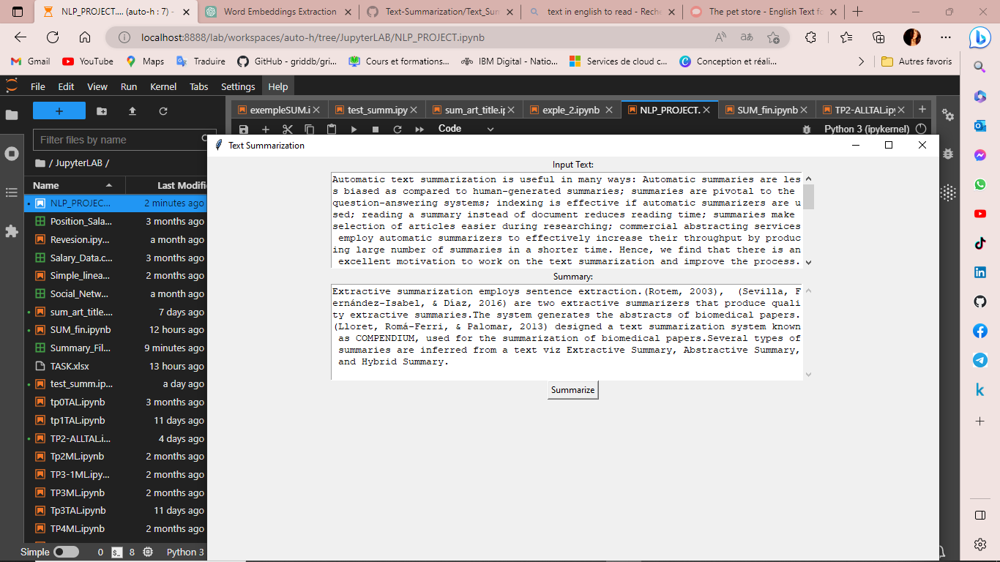 NLP_PROJECT.... (auto-h : 7) -
Word Embeddings Extraction
Text-Summarization/Text_Sun
text in english to read - Reche
The pet store - English Text fo
localhost:8888/lab/workspaces/auto-h/tree/JupyterLAB/NLP_PROJECT.ipynb
Gmail
YouTube
Maps
Traduire
GitHub - griddb/gri...
Cours et formations...
IBM Digital - Natio...
Services de cloud c...
Conception et réali...
Autres favoris
File
Edit
View
Run
Kernel
Tabs
Settings
Help
exempleSUM.i
test_summ.ipy
sum_art_title.ip
exple_2.ipynb
NLP_PROJECT.
SUM_fin.ipynb
TP2-ALLTAL.ipy
Filter files by name
Code
Python 3 (ipykernel)
/ JupyterLAB /
Name
Last Modifi
NLP_PROJEC... 2 minutes ago
Position_Sala... 3 months ago
Revesion.ipy... a month ago
Salary_Data.c... 3 months ago
Simple_linea... 2 months ago
Social_Netw... a month ago
sum_art_title.... 7 days ago
SUM_fin.ipynb 12 hours ago
Summary_Fil... 9 minutes ago
TASK.xlsx 13 hours ago
test_summ.ip... a day ago
tp0TAL.ipynb 3 months ago
tp1TAL.ipynb 11 days ago
TP2-ALLTAL.i... 4 days ago
Tp2ML.ipynb 2 months ago
TP3-1ML.ipy... 2 months ago
TP3ML.ipynb 2 months ago
Tp3TAL.ipynb 11 days ago
TP4ML.ipynb 2 months ago
Simple
0
8
Python 3
Text Summarization
Input Text:
Automatic text summarization is useful in many ways: Automatic summaries are les
s biased as compared to human-generated summaries; summaries are pivotal to the
question-answering systems; indexing is effective if automatic summarizers are u
sed; reading a summary instead of document reduces reading time; summaries make
selection of articles easier during researching; commercial abstracting services
employ automatic summarizers to effectively increase their throughput by produc
ing large number of summaries in a shorter time. Hence, we find that there is an
excellent motivation to work on the text summarization and improve the process.
Summary:
Extractive summarization employs sentence extraction.(Rotem, 2003), (Sevilla, F
ernández-Isabel, & Díaz, 2016) are two extractive summarizers that produce quali
ty extractive summaries.The system generates the abstracts of biomedical papers.
(Lloret, Romá-Ferri, & Palomar, 2013) designed a text summarization system known
as COMPENDIUM, used for the summarization of biomedical papers.Several types of
summaries are inferred from a text viz Extractive Summary, Abstractive Summary,
and Hybrid Summary.
Summarize